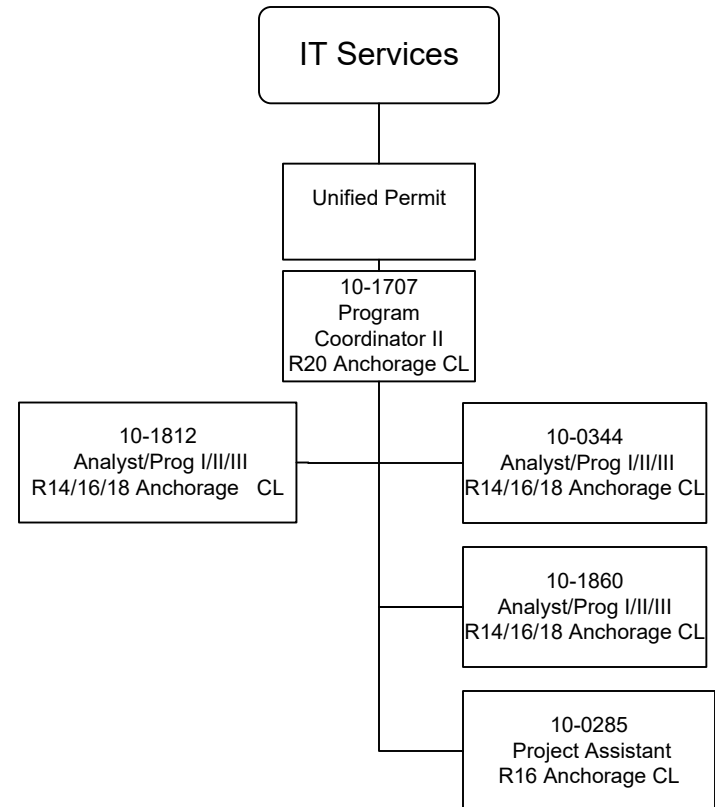 IT Services
Unified Permit
10-1707
Program
Coordinator II
R20 Anchorage CL
10-1812
Analyst/Prog I/II/III
R14/16/18 Anchorage CL
10-0344
Analyst/Prog I/II/III
R14/16/18 Anchorage CL
10-1860
Analyst/Prog I/II/III
R14/16/18 Anchorage CL
10-0285
Project Assistant
R16 Anchorage CL